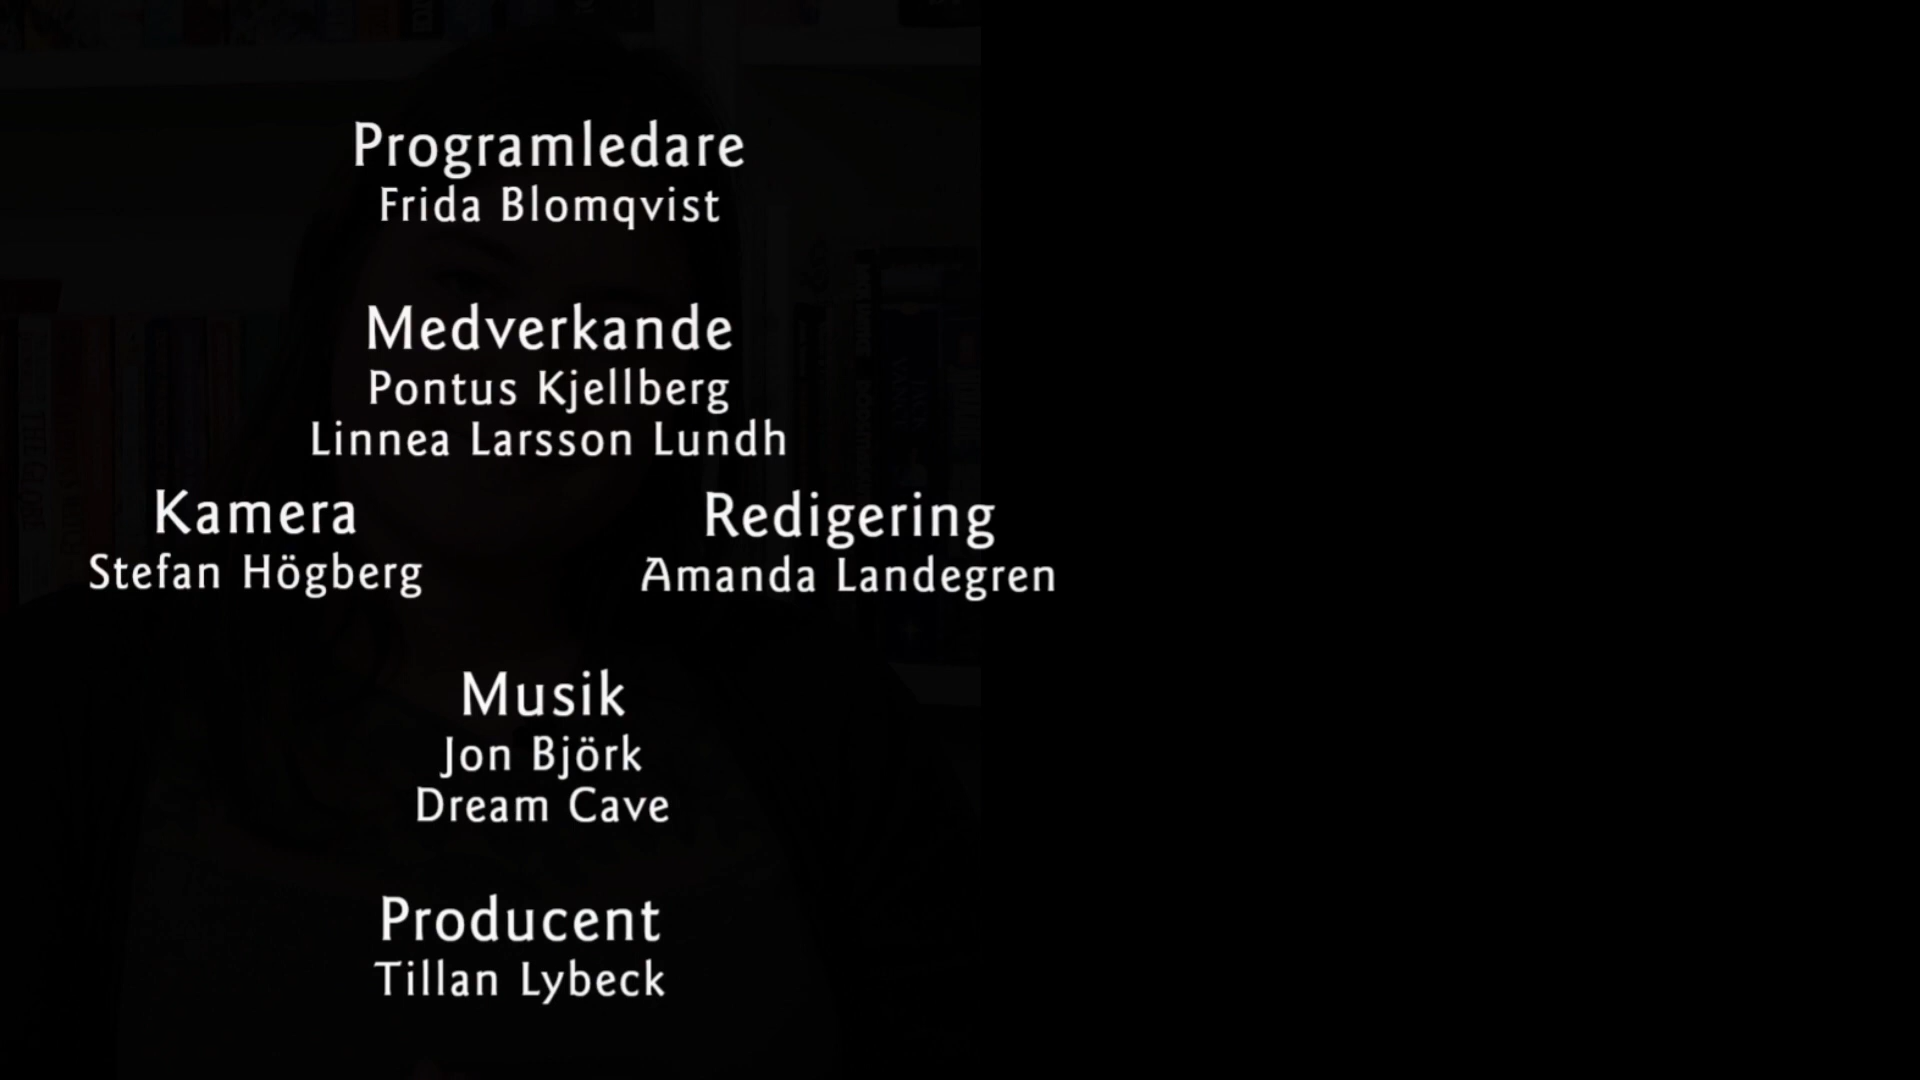 Programledare
Frida Blomqvist
Medverkande
Pontus Kjellberg
Linnea Larsson Lundh
Kamera
Stefan Högberg
Redigering
Amanda Landegren
Musik
Jon Björk
Dream Cave
Producent
Tillan Lybeck